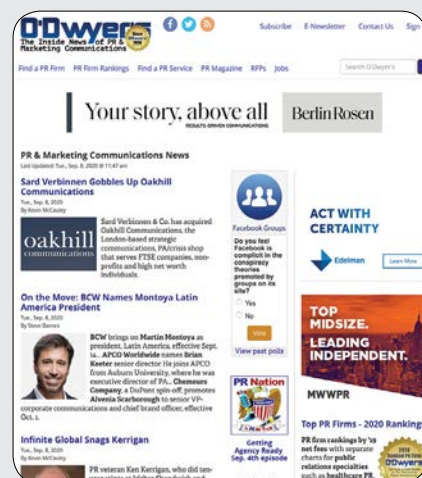 O'Dwyer's
The Inside News of PR &
Marketing Communications
Subscribe E-Newsletter Contact Us Sign
Find a PR Firm PR Firm Rankings Find a PR Service PR Magazine RFPs Jobs
Search O'Dwyer's
Your story, above all
RESULTS-DRIVEN COMMUNICATIONS
BerlinRosen
PR & Marketing Communications News
Last Updated: Tue., Sep. 8, 2020 @ 11:47 am
Sard Verbinnen Gobbles Up Oakhill
Communications
Tue., Sep. 8, 2020
By Kevin McCauley
oakhill
communications
Sard Verbinnen & Co. has acquired
Oakhill Communications, the
London-based strategic
communications, PA/crisis shop
that serves FTSE companies, non-
profits and high net worth
individuals.
On the Move: BCW Names Montoya Latin
America President
Tue., Sep. 8, 2020
By Steve Barnes
BCW brings on Martin Montoya as
president, Latin America, effective Sept.
14... APCO Worldwide names Brian
Keeter senior director. He joins APCO
from Auburn University, where he was
executive director of PA... Chemours
Company, a DuPont spin-off, promotes
Alvenia Scarborough to senior VP-
corporate communications and chief brand officer, effective
Oct. 1.
Infinite Global Snags Kerrigan
Tue., Sep. 8, 2020
By Kevin McCauley
PR veteran Ken Kerrigan, who did ten-
Facebook Groups
Do you feel
Facebook is
complicit in the
conspiracy
theories
promoted by
groups on its
site?
Yes
No
Vote
View past polls
PR Nation
Getting
Agency Ready
Sep. 4th episode
ACT WITH
CERTAINTY
Edelman
Learn More
TOP
MIDSIZE.
LEADING
INDEPENDENT.
MWWPR
Top PR Firms - 2020 Rankings
PR firm rankings by '19
net fees with separate
charts for public
relations specialties
such as healthcare PR,
2020
O'Dwyer's